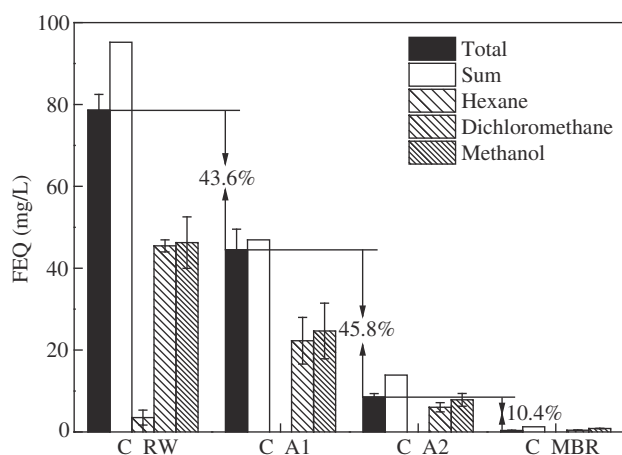 100
80
60
40
20
0
FEQ (mg/L)
Total
Sum
Hexane
Dichloromethane
Methanol
43.6%
45.8%
10.4%
C RW C A1 C A2 C MBR